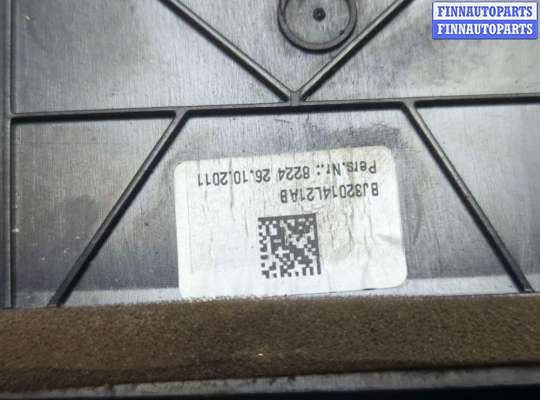 FINNAUTOPARTS
FINNAUTOPARTS
BJ32014L21AB
Pers.Nr.: 8224 26.10.2011